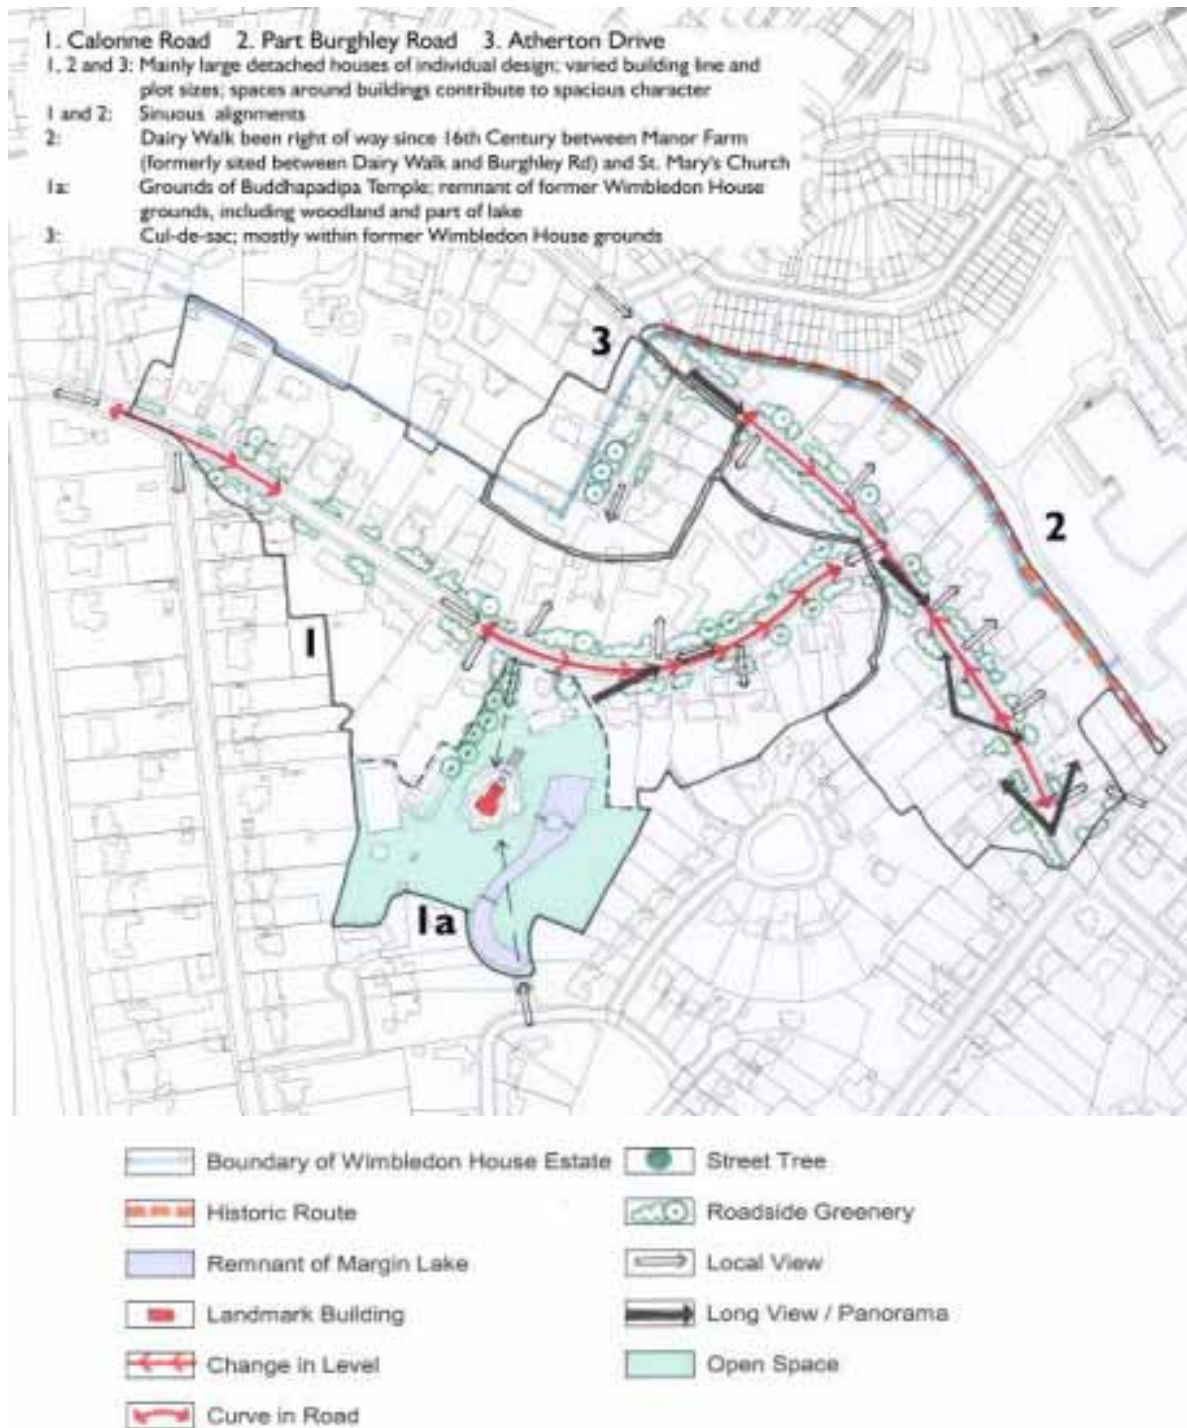 1. Calonne Road 2. Part Burghley Road 3. Atherton Drive
1, 2 and 3: Mainly large detached houses of individual design; varied building line and
plot sizes; spaces around buildings contribute to spacious character
1 and 2: Sinuous alignments
2: Dairy Walk been right of way since 16th Century between Manor Farm
(formerly sited between Dairy Walk and Burghley Rd) and St. Mary's Church
1a: Grounds of Buddhapadipa Temple; remnant of former Wimbledon House
grounds, including woodland and part of lake
3: Cul-de-sac; mostly within former Wimbledon House grounds
3
2
1
1a
Boundary of Wimbledon House Estate
Historic Route
Remnant of Margin Lake
Landmark Building
Change in Level
Curve in Road
Street Tree
Roadside Greenery
Local View
Long View / Panorama
Open Space